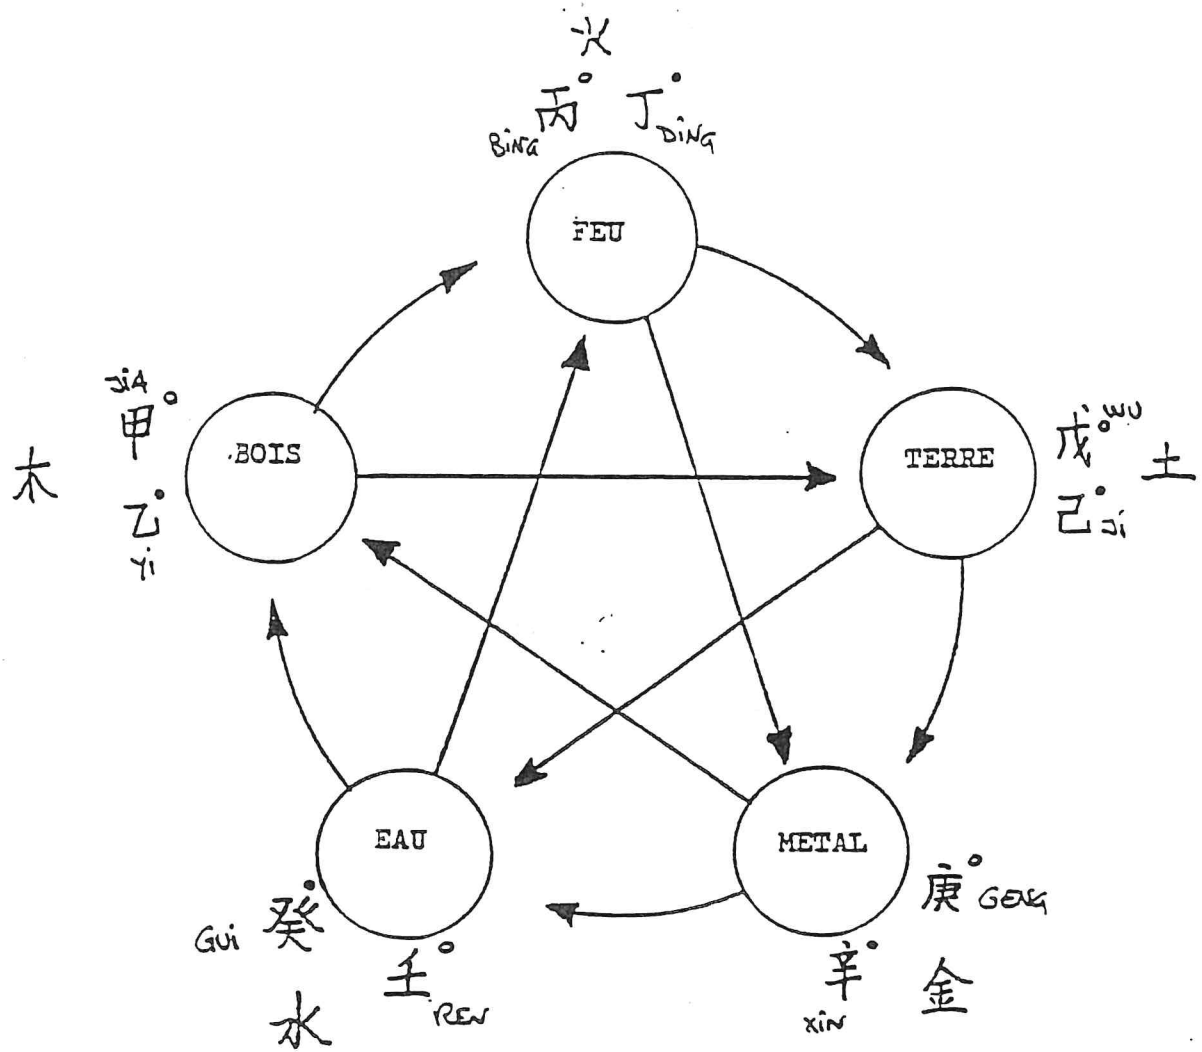 火
丙 丁
BiNG DiNG
FEU
JiA
甲
BOIS
木
乙
yi
戊 WU
TERRE
土
己 Ji
EAU
METAL
Gui 癸
庚 GENG
壬 REN
辛
XiN
水
金